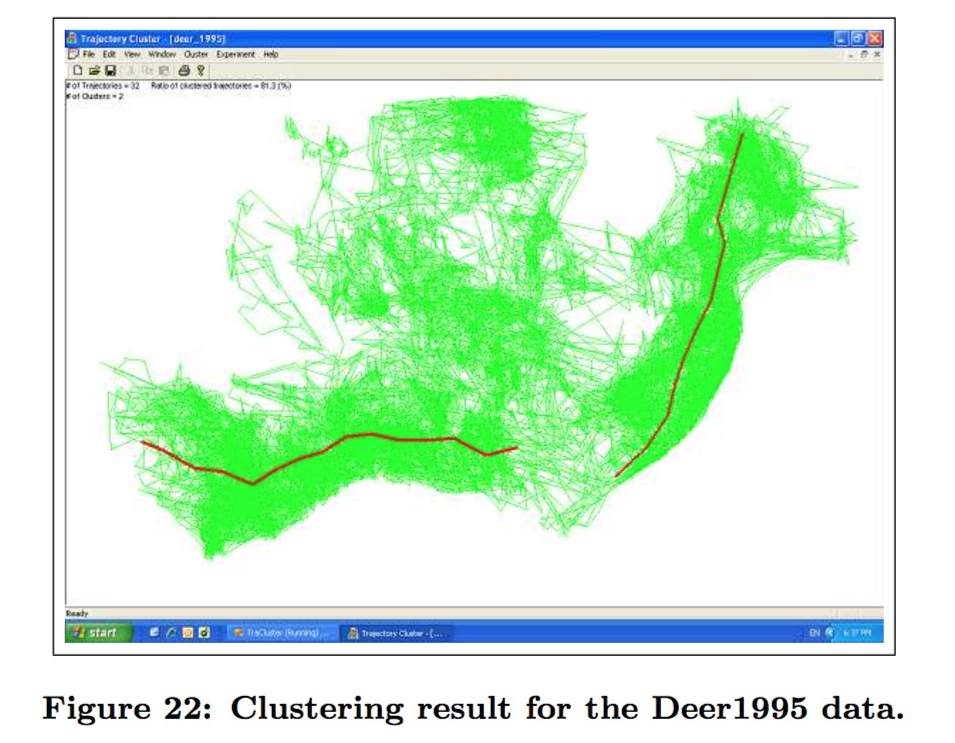 Trajectory Cluster - [deer_1995]
File Edit View Window Cluster Experiment Help
# of Trajectories = 32 Ratio of clustered trajectories = 81.3 (%)
# of Clusters = 2
Ready
start TraCluster (Running) ... Trajectory Cluster - [... EN 6:37 PM
Figure 22: Clustering result for the Deer1995 data.